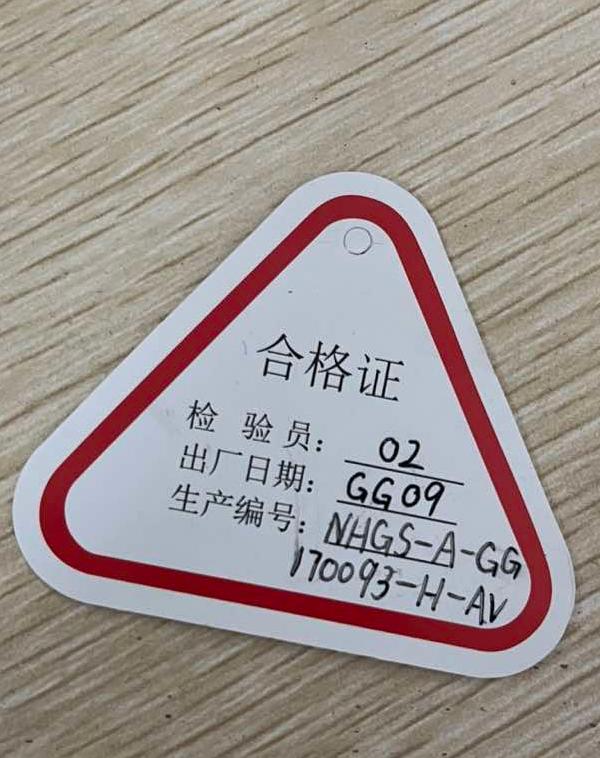 合格证
检 验 员: 02
出厂日期: GG09
生产编号: NHGS-A-GG
170093-H-AV